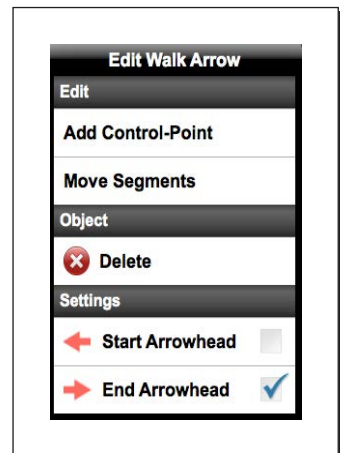 Edit Walk Arrow
Edit
Add Control-Point
Move Segments
Object
Delete
Settings
Start Arrowhead
End Arrowhead